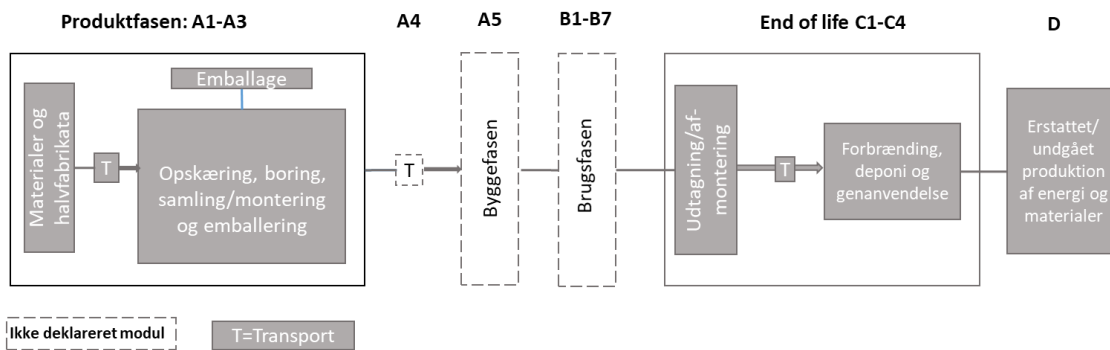 Produktfasen: A1-A3
A4
A5
B1-B7
End of life C1-C4
D
Materialer og
halvfabrikata
T
Emballage
Opskæring, boring,
samling/montering
og emballering
T
Byggefasen
Brugsfasen
Udtagning/af-
montering
T
Forbrænding,
deponi og
genanvendelse
Erstattet/
undgået
produktion
af energi og
materialer
Ikke deklareret modul
T=Transport